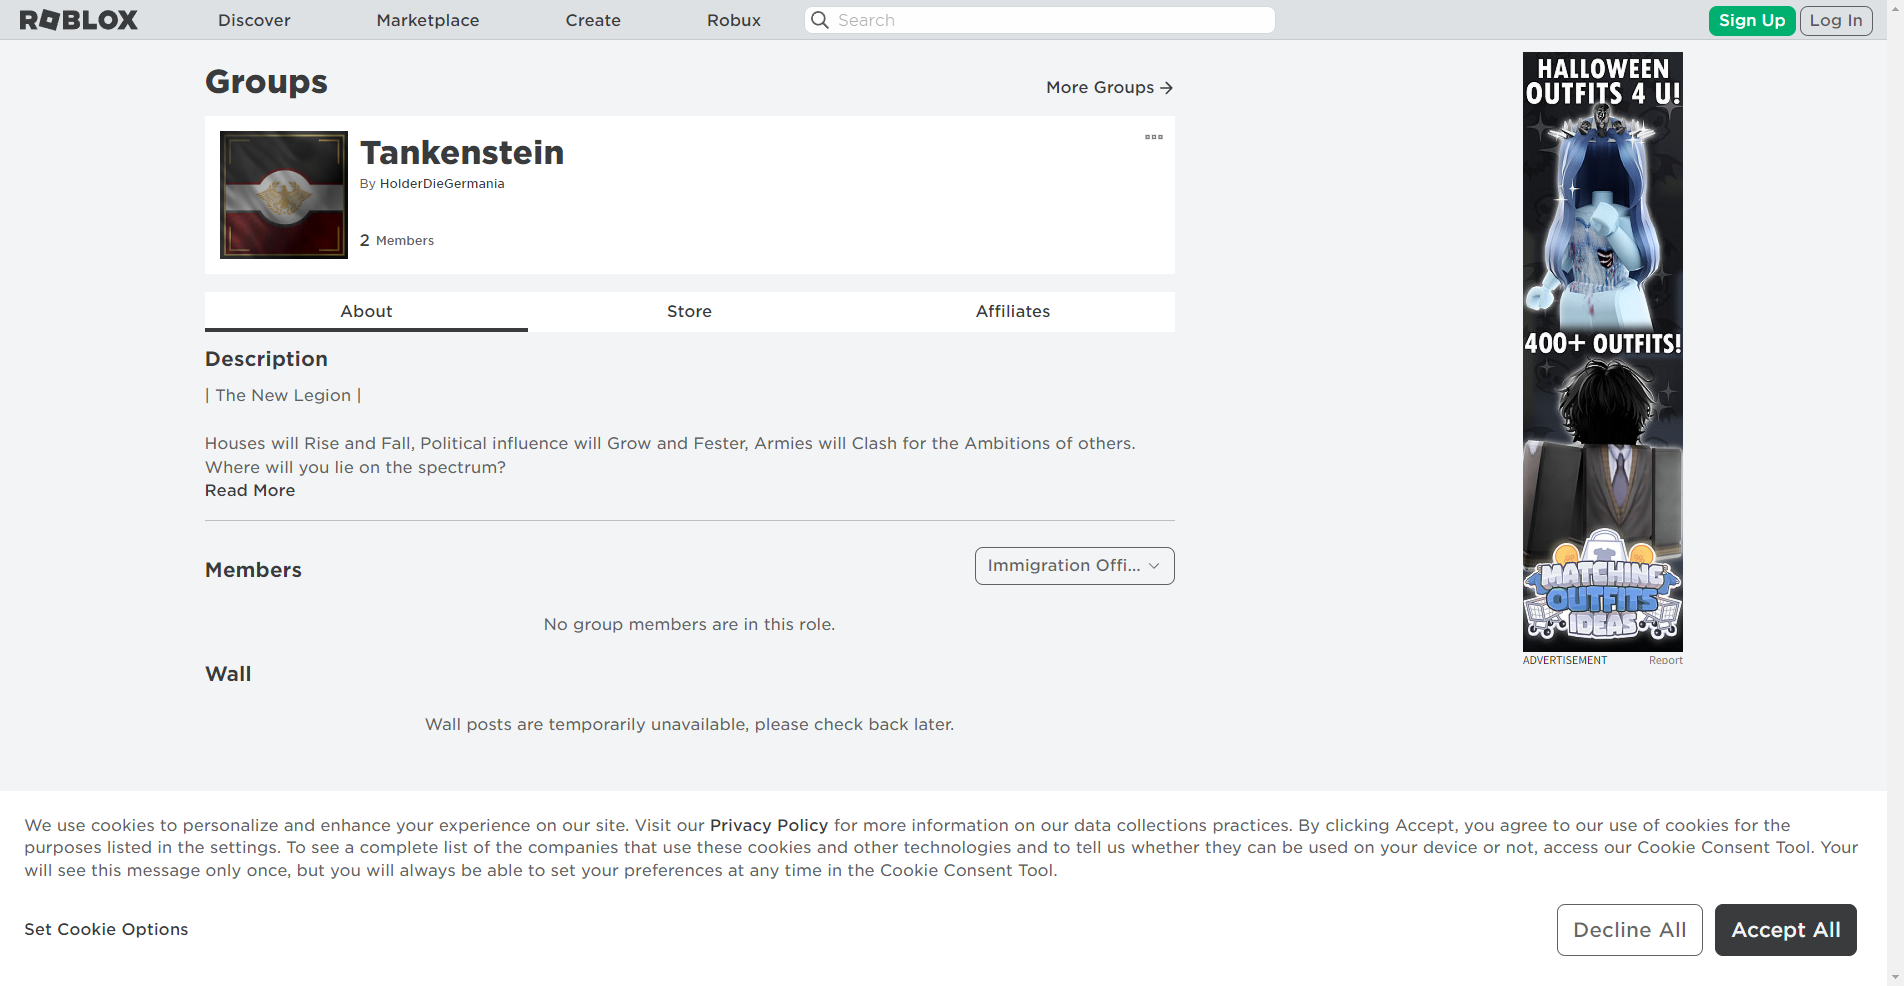 ROBLOX
Discover
Marketplace
Create
Robux
Search
Sign Up
Log In
Groups
More Groups
Tankenstein
By HolderDieGermania
2 Members
About
Store
Affiliates
Description
| The New Legion |
Houses will Rise and Fall, Political influence will Grow and Fester, Armies will Clash for the Ambitions of others.
Where will you lie on the spectrum?
Read More
Members
Immigration Offi...
No group members are in this role.
Wall
Wall posts are temporarily unavailable, please check back later.
HALLOWEEN
OUTFITS 4 U!
400+ OUTFITS!
MATCHING
OUTFITS
IDEAS
ADVERTISEMENT
Report
We use cookies to personalize and enhance your experience on our site. Visit our Privacy Policy for more information on our data collections practices. By clicking Accept, you agree to our use of cookies for the
purposes listed in the settings. To see a complete list of the companies that use these cookies and other technologies and to tell us whether they can be used on your device or not, access our Cookie Consent Tool. Your
will see this message only once, but you will always be able to set your preferences at any time in the Cookie Consent Tool.
Set Cookie Options
Decline All
Accept All